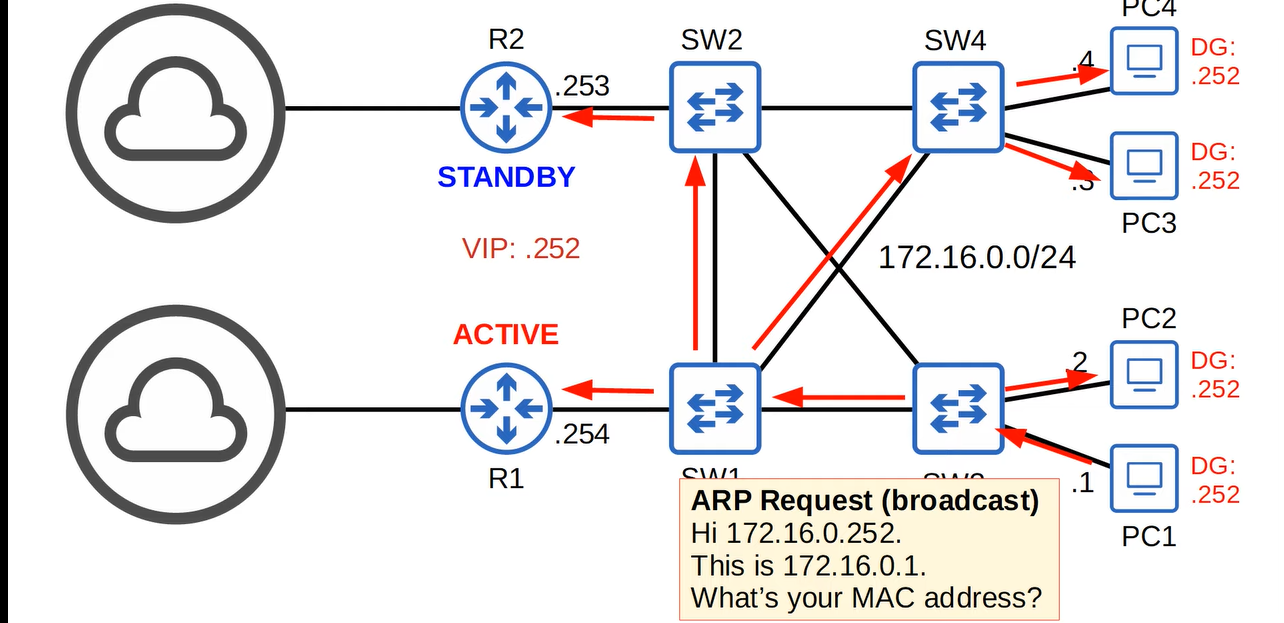 PC4
R2
SW2
SW4
.4
DG:
.252
.253
STANDBY
.3
DG:
.252
PC3
VIP: .252
172.16.0.0/24
ACTIVE
PC2
2
DG:
.252
.254
R1
SW1
.1
DG:
.252
PC1
ARP Request (broadcast)
Hi 172.16.0.252.
This is 172.16.0.1.
What's your MAC address?